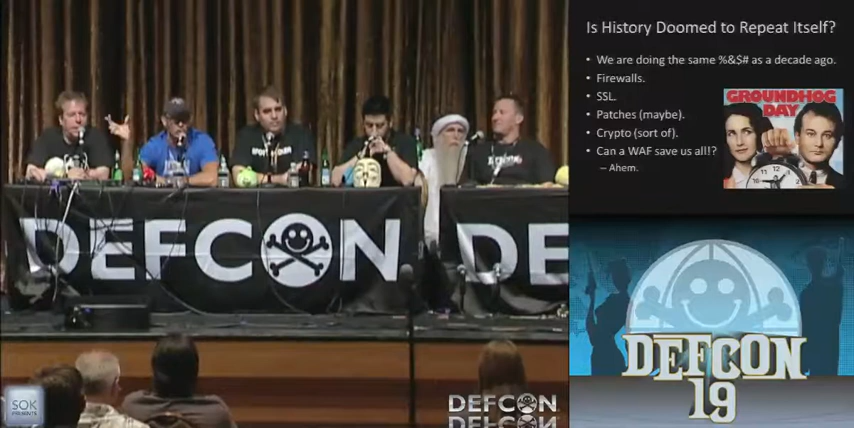 Is History Doomed to Repeat Itself?
• We are doing the same %&$# as a decade ago.
• Firewalls.
• SSL.
• Patches (maybe).
• Crypto (sort of).
• Can a WAF save us all!?
– Ahem.
GROUNDHOG
DAY
DEFCON
DE
DEFCON
19
SOK
DEFCON